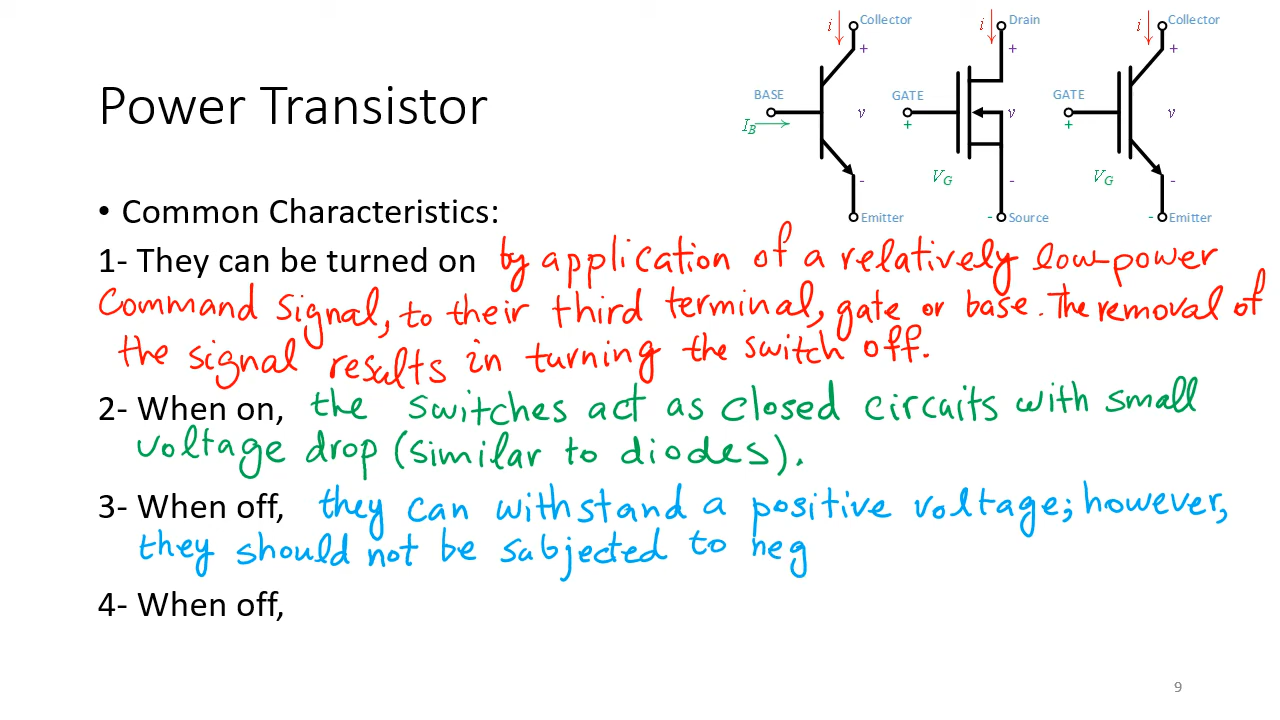 i Collector i Drain i Collector
+ + +
Power Transistor
BASE GATE GATE
v v v
I_B + +
V_G V_G
- - -
• Common Characteristics:
Emitter - Source - Emitter
1- They can be turned on by application of a relatively low-power
Command Signal, to their third terminal, gate or base. The removal of
the signal results in turning the switch off.
2- When on, the switches act as closed circuits with small
voltage drop (similar to diodes).
3- When off, they can withstand a positive voltage; however,
they should not be subjected to neg
4- When off,
9